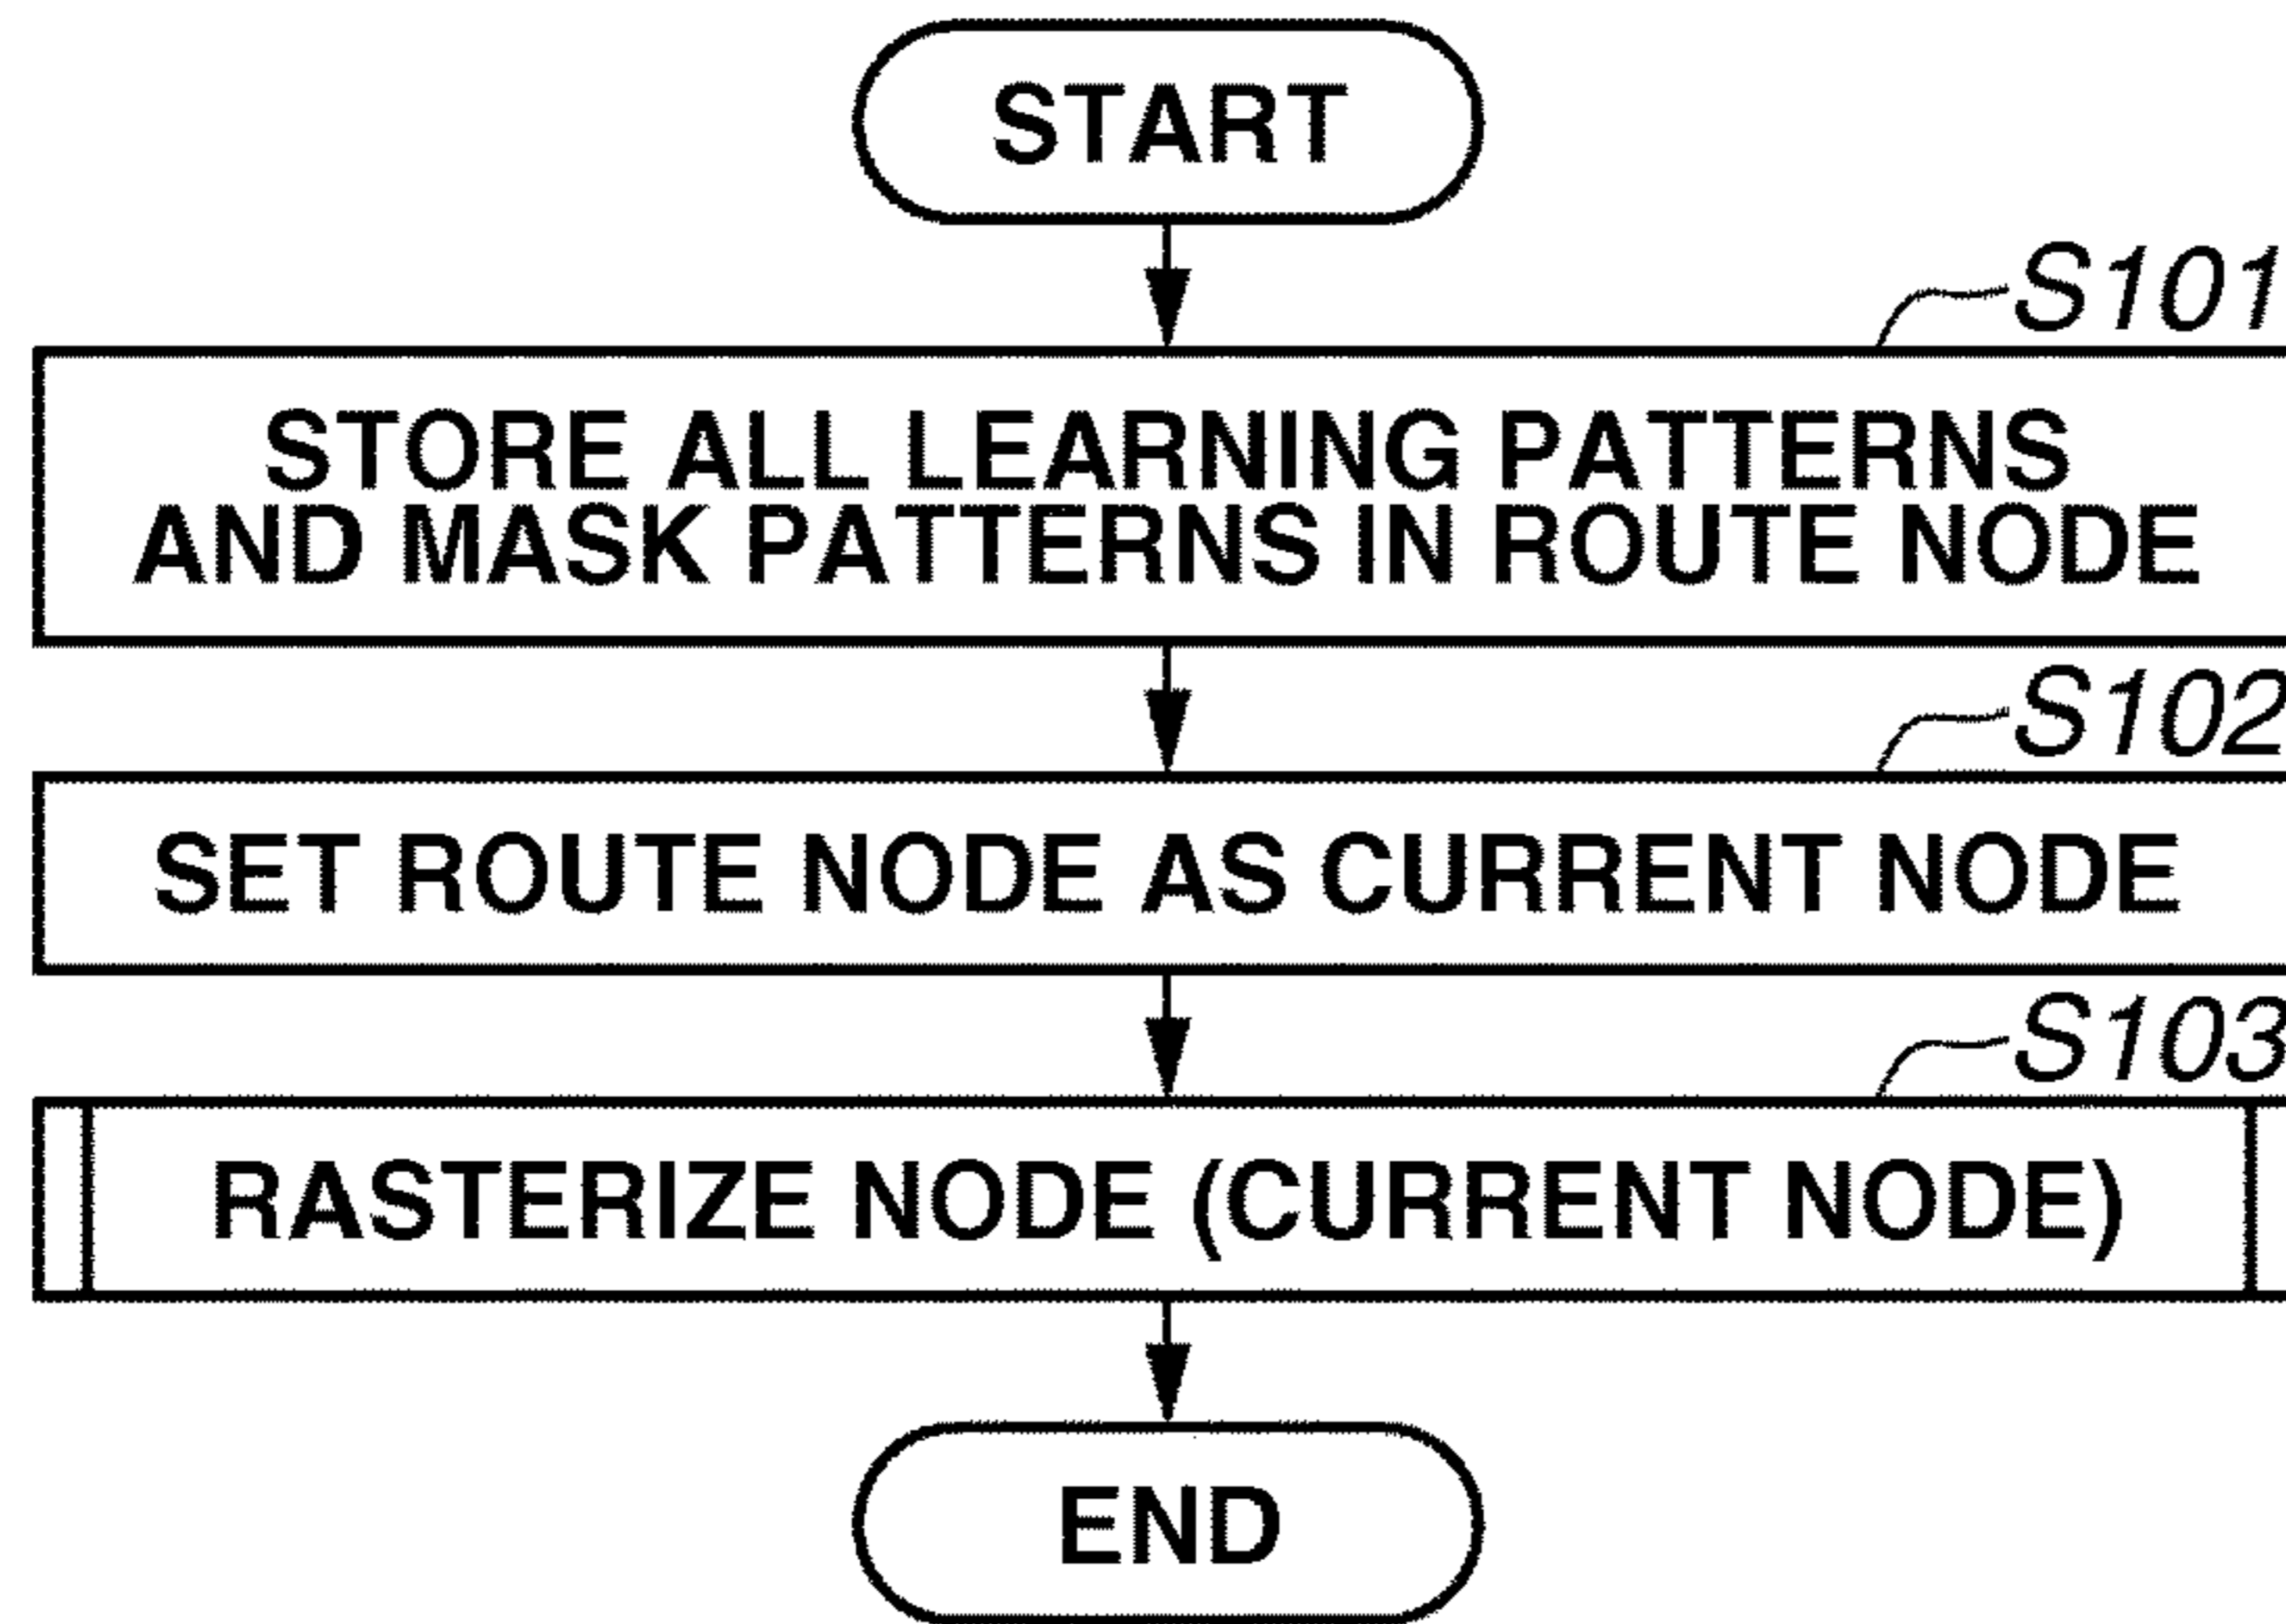 START
S101
STORE ALL LEARNING PATTERNS
AND MASK PATTERNS IN ROUTE NODE
S102
SET ROUTE NODE AS CURRENT NODE
S103
RASTERIZE NODE (CURRENT NODE)
END